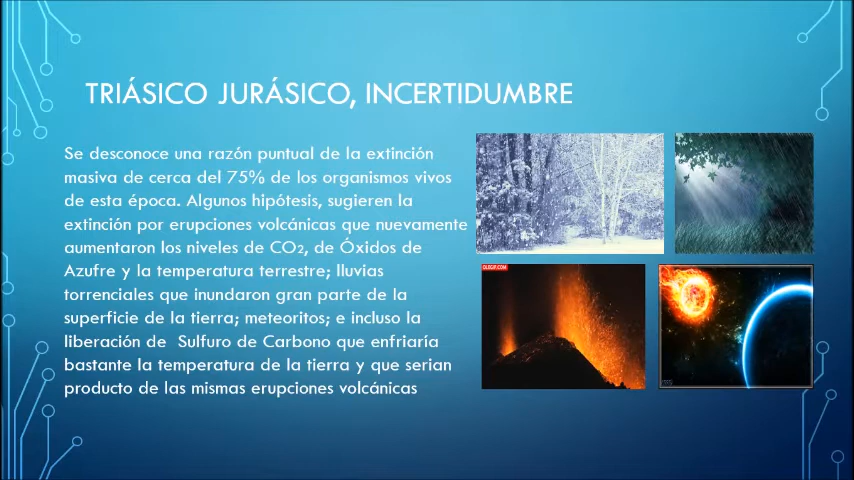 TRIÁSICO JURÁSICO, INCERTIDUMBRE
Se desconoce una razón puntual de la extinción
masiva de cerca del 75% de los organismos vivos
de esta época. Algunos hipótesis, sugieren la
extinción por erupciones volcánicas que nuevamente
aumentaron los niveles de CO₂, de Óxidos de
Azufre y la temperatura terrestre; lluvias
torrenciales que inundaron gran parte de la
superficie de la tierra; meteoritos; e incluso la
liberación de Sulfuro de Carbono que enfriaría
bastante la temperatura de la tierra y que serian
producto de las mismas erupciones volcánicas
OLEGIF.COM